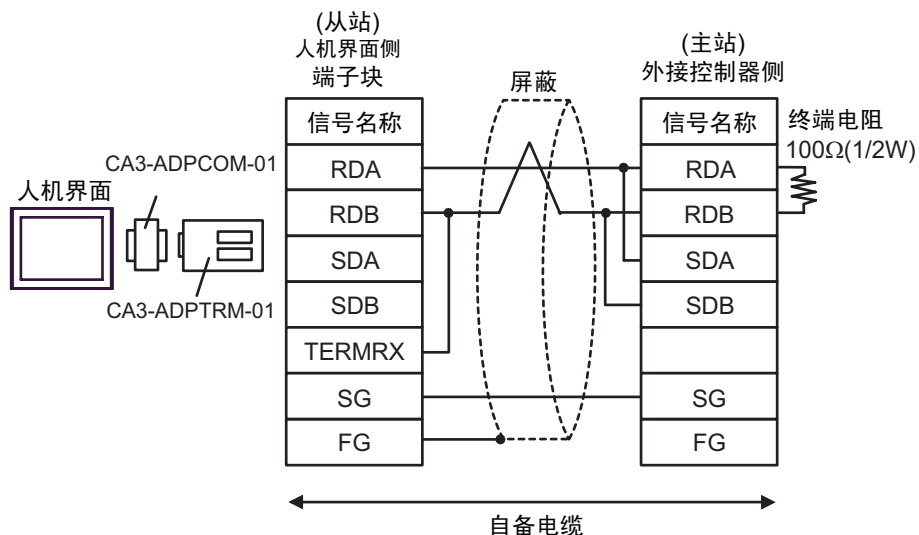 (从站)
人机界面侧
端子块
(主站)
外接控制器侧
屏蔽
信号名称
RDA
RDB
SDA
SDB
TERMRX
SG
FG
信号名称
RDA
RDB
SDA
SDB
SG
FG
终端电阻
100Ω(1/2W)
CA3-ADPCOM-01
人机界面
CA3-ADPTRM-01
自备电缆